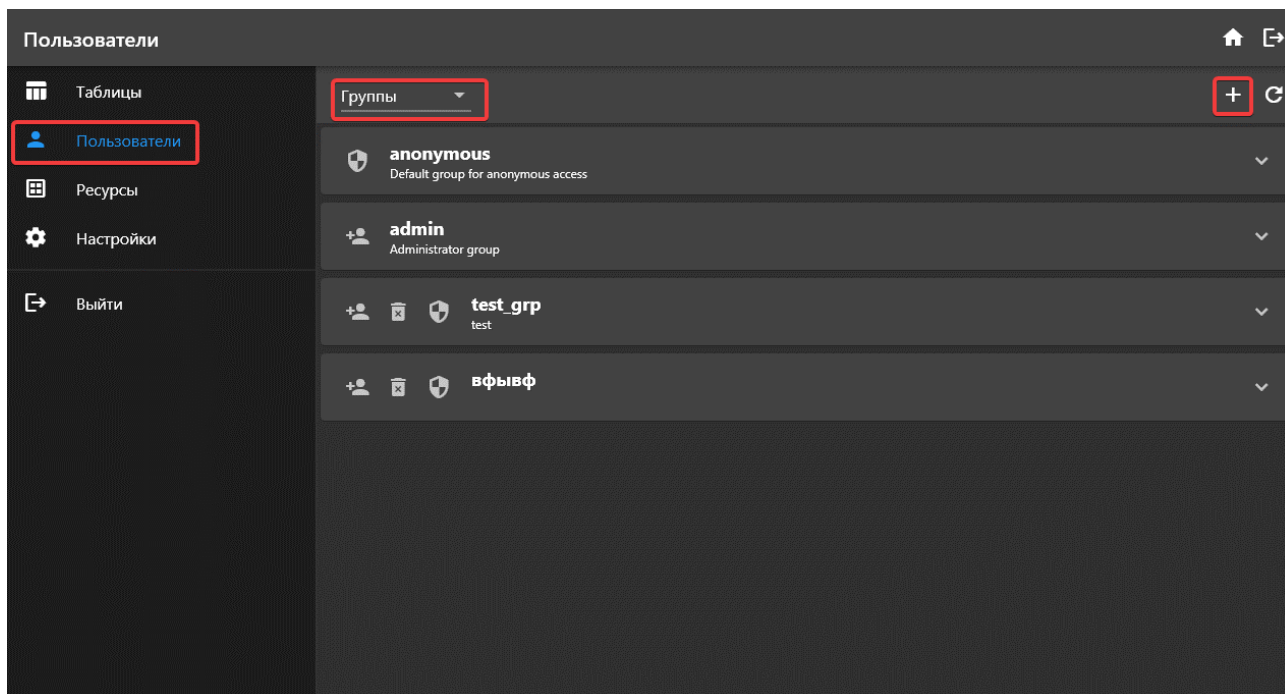 Пользователи
Таблицы
Пользователи
Ресурсы
Настройки
Выйти
Группы
anonymous
Default group for anonymous access
admin
Administrator group
test_grp
test
вфывф